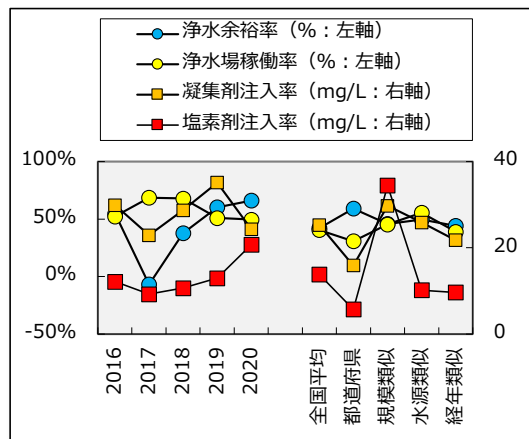 浄水余裕率（%：左軸）
浄水場稼働率（%：左軸）
凝集剤注入率（mg/L：右軸）
塩素剤注入率（mg/L：右軸）
100%
50%
0%
-50%
40
20
0
2016
2017
2018
2019
2020
全国平均
都道府県
規模類似
水源類似
経年類似